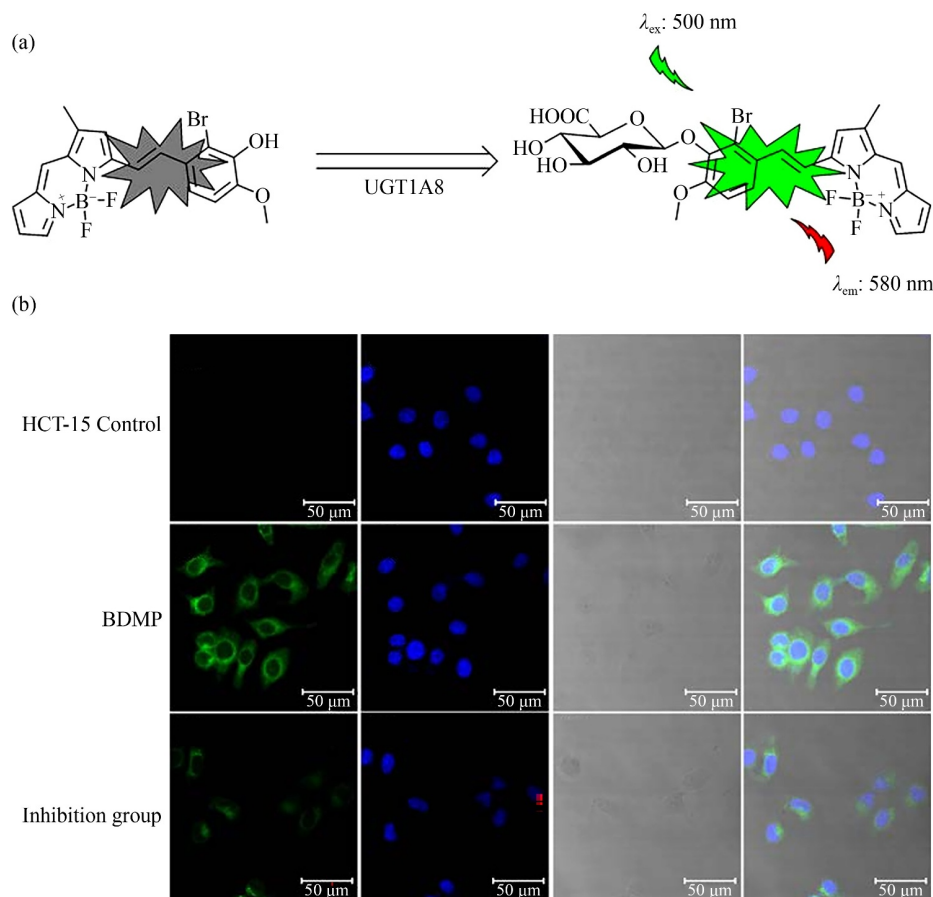 (a)
λex: 500 nm
Br
OH
N
N
+
B
−
F
F
O
UGT1A8
HOOC
HO
HO
O
OH
O
Br
O
N
F
B
−
+
N
F
λem: 580 nm
(b)
HCT-15 Control
50 μm
50 μm
50 μm
50 μm
BDMP
50 μm
50 μm
50 μm
50 μm
Inhibition group
50 μm
50 μm
50 μm
50 μm